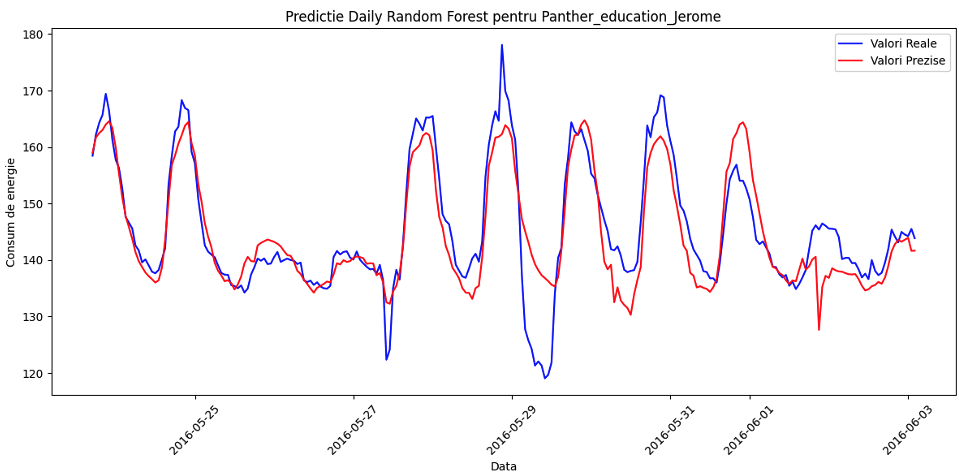 Predictie Daily Random Forest pentru Panther_education_Jerome
Valori Reale
Valori Prezise
Consum de energie
180
170
160
150
140
130
120
2016-05-25
2016-05-27
2016-05-29
2016-05-31
2016-06-01
2016-06-03
Data